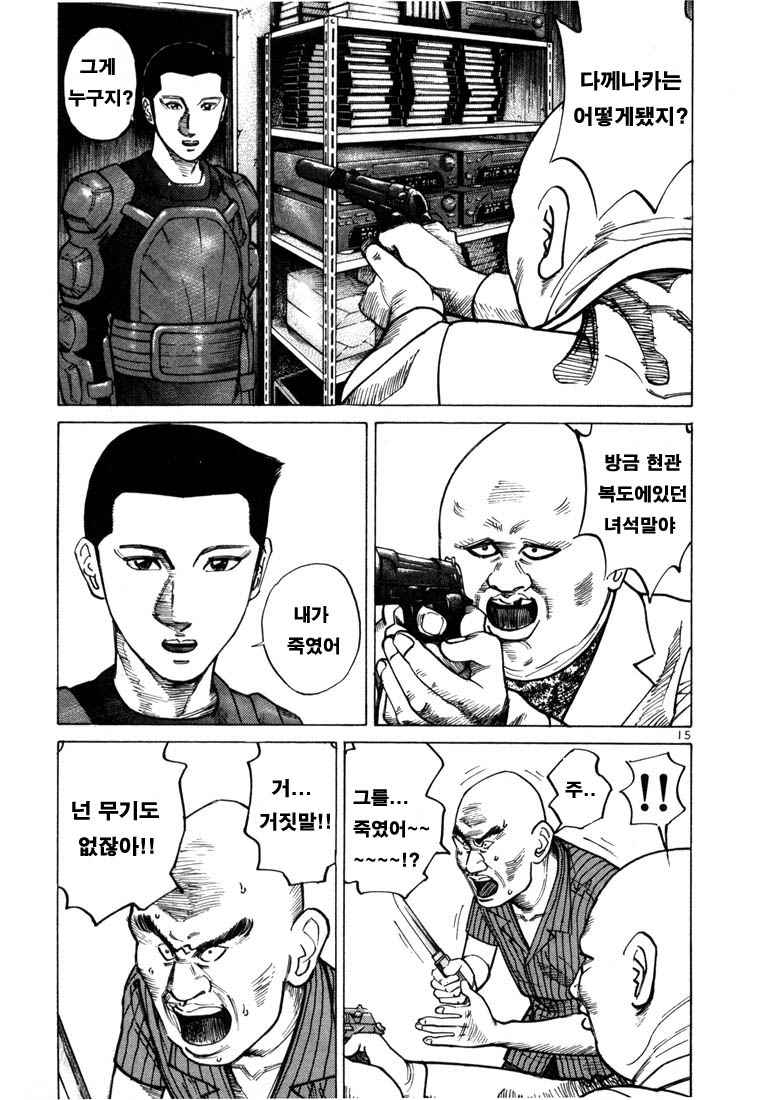 다께나카는
어떻게됐지?
그게
누구지?
방금 현관
복도에있던
녀석말야
내가
죽였어
15
!!
주..
그를...
죽였어~~
~~~~!?
거...
거짓말!!
넌 무기도
없잖아!!